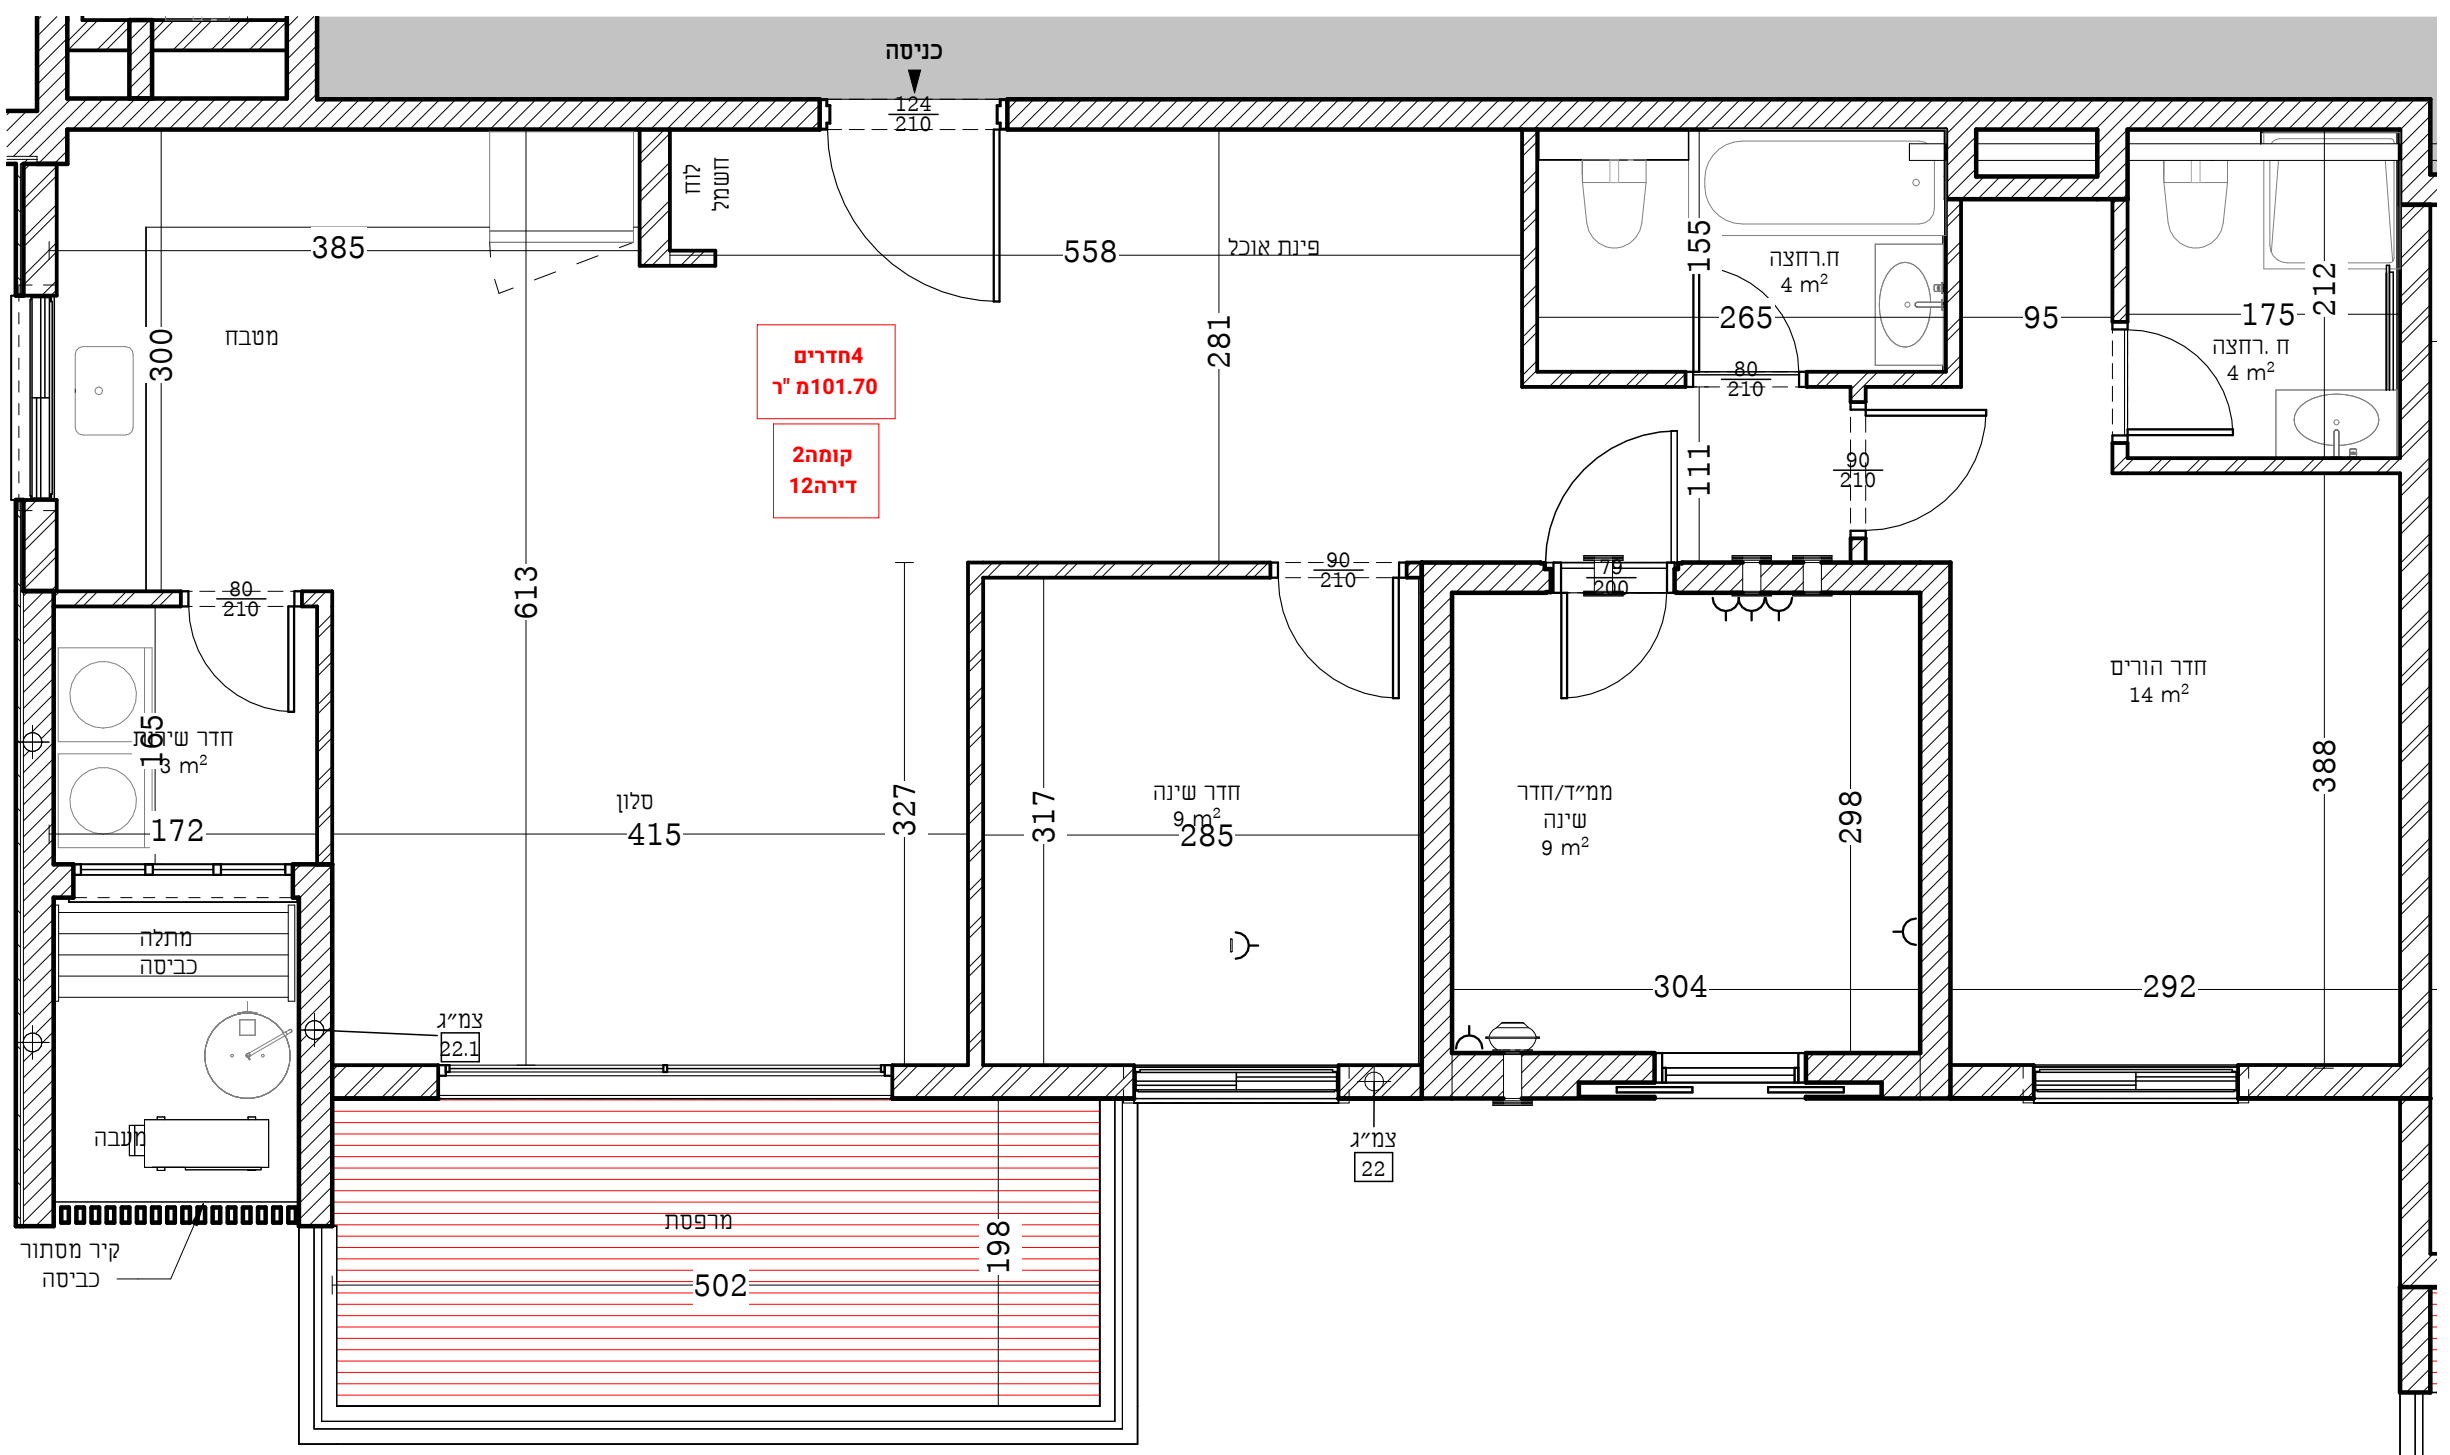 כניסה
124
210
לוח
חשמל
385
558
פינת אוכל
155
ח.רחצה
4 m²
265
95
212
175
ח .רחצה
4 m²
300
מטבח
281
4חדרים
101.70מ"ר
קומה2
דירה12
80
210
111
90
210
80
210
613
90
210
79
200
חדר הורים
14 m²
165
חדר שירות
3 m²
172
סלון
415
327
317
חדר שינה
9 m²
285
ממ״ד/חדר
שינה
9 m²
298
388
304
292
מתלה
כביסה
צמ״ג
22.1
מעבה
צמ״ג
22
קיר מסתור
כביסה
מרפסת
198
502